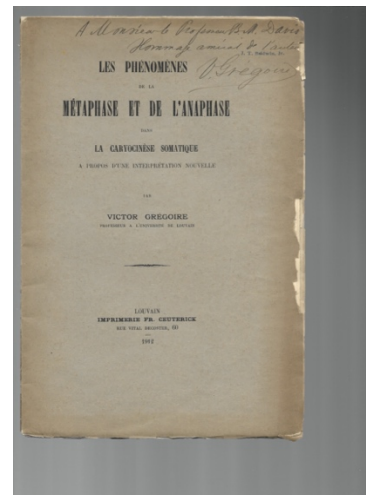 A Monsieur le Professeur B. M. Davis
Hommage amical de l'auteur
V Grégoire
LES PHÉNOMÈNES
DE LA
MÉTAPHASE ET DE L'ANAPHASE
DANS
LA CARYOCINÈSE SOMATIQUE
A PROPOS D'UNE INTERPRÉTATION NOUVELLE
PAR
VICTOR GRÉGOIRE
PROFESSEUR A L'UNIVERSITÉ DE LOUVAIN
LOUVAIN
IMPRIMERIE FR. CEUTERICK
RUE VITAL DECOSTER, 60
1912